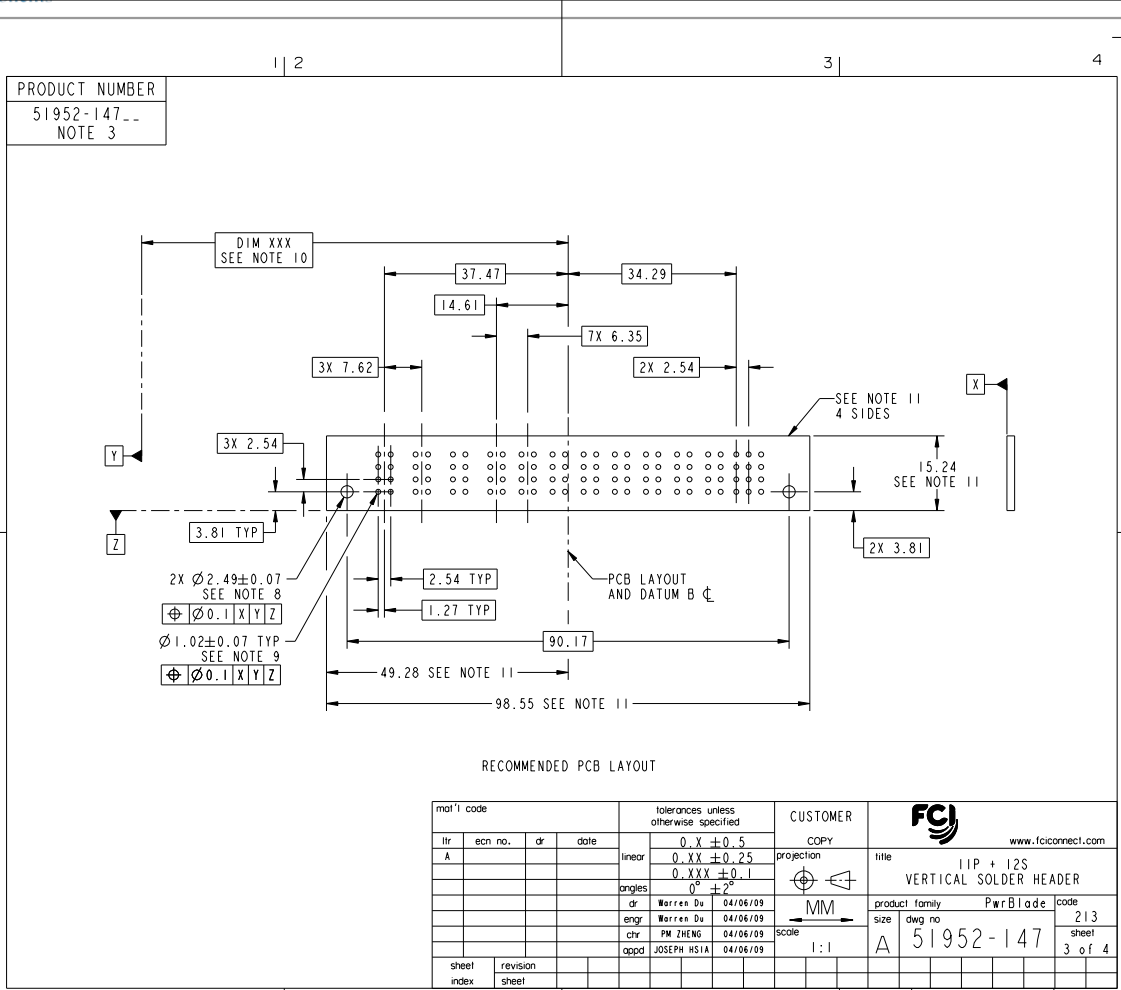 1 2 3 4
PRODUCT NUMBER
51952-147__
NOTE 3
DIM XXX
SEE NOTE 10
37.47
34.29
14.61
7X 6.35
3X 7.62
2X 2.54
X
SEE NOTE 11
4 SIDES
3X 2.54
Y
15.24
SEE NOTE 11
3.81 TYP
Z
2X 3.81
2X Ø2.49±0.07
SEE NOTE 8
⌖ Ø0.1 X Y Z
2.54 TYP
PCB LAYOUT
AND DATUM B ℄
1.27 TYP
Ø1.02±0.07 TYP
SEE NOTE 9
⌖ Ø0.1 X Y Z
90.17
49.28 SEE NOTE 11
98.55 SEE NOTE 11
RECOMMENDED PCB LAYOUT
mat'l code
tolerances unless
otherwise specified
CUSTOMER
COPY
FCJ
www.fciconnect.com
ltr ecn no. dr date
A
linear
0.X ±0.5
0.XX ±0.25
0.XXX ±0.1
angles 0° ±2°
projection
title
11P + 12S
VERTICAL SOLDER HEADER
dr Warren Du 04/06/09
engr Warren Du 04/06/09
chr PM ZHENG 04/06/09
appd JOSEPH HSIA 04/06/09
MM
scale
1:1
product family PwrBlade
code
213
size
A
dwg no
51952-147
sheet
3 of 4
sheet
index
revision
sheet